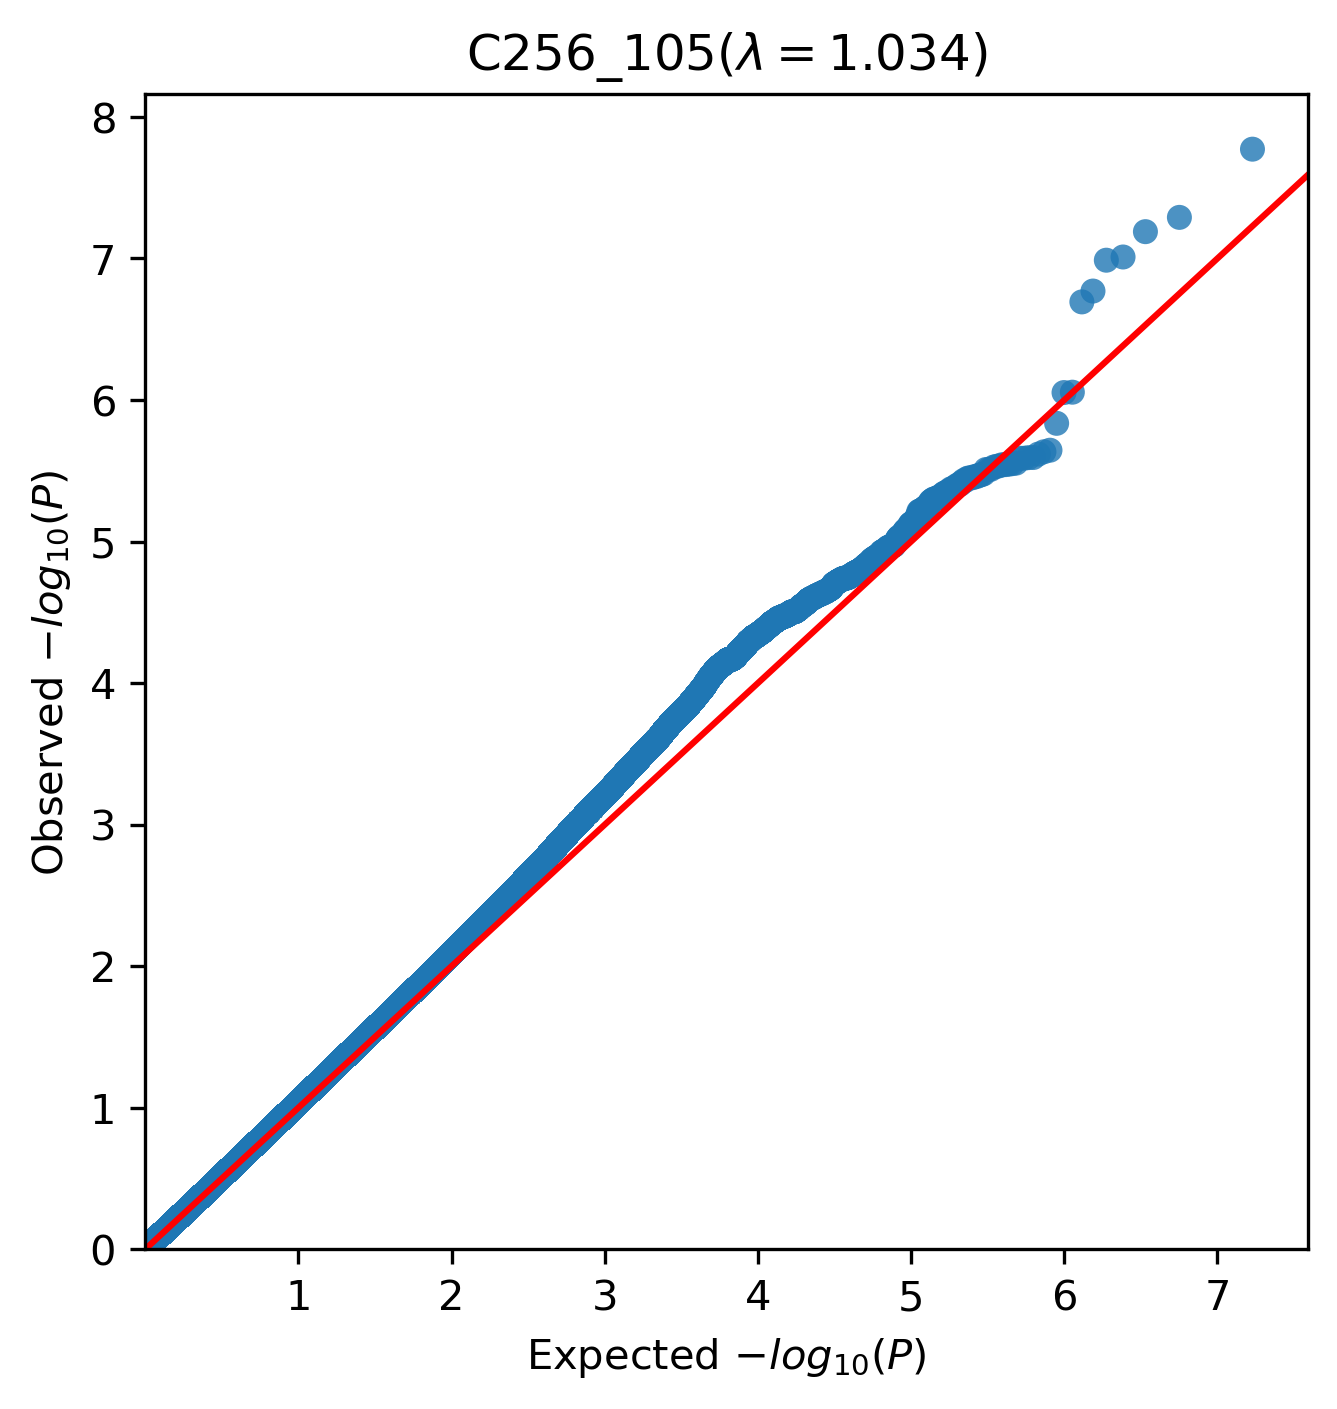 C256_105(λ = 1.034)
8
7
6
5
4
3
2
1
0
Observed −log10(P)
1 2 3 4 5 6 7
Expected −log10(P)